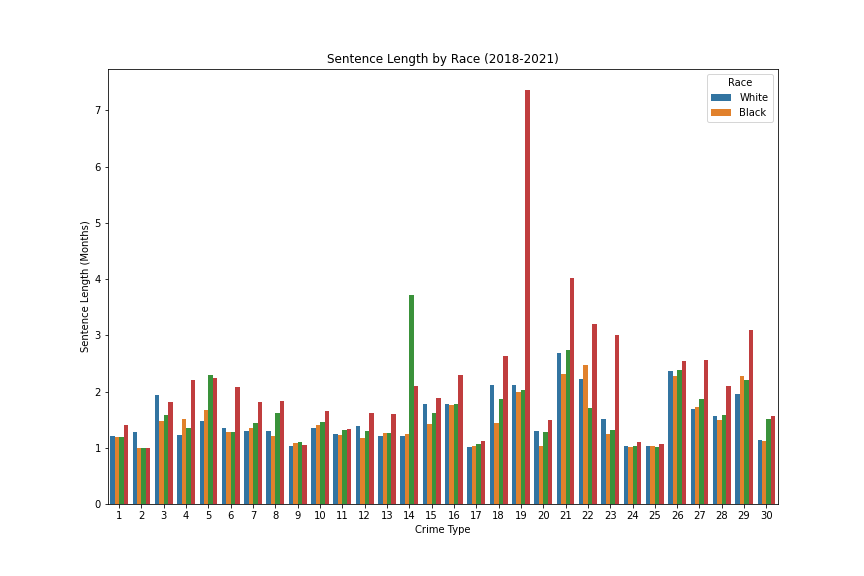 Sentence Length by Race (2018-2021)
Race
White
Black
7
6
5
4
3
2
1
0
Sentence Length (Months)
1 2 3 4 5 6 7 8 9 10 11 12 13 14 15 16 17 18 19 20 21 22 23 24 25 26 27 28 29 30
Crime Type